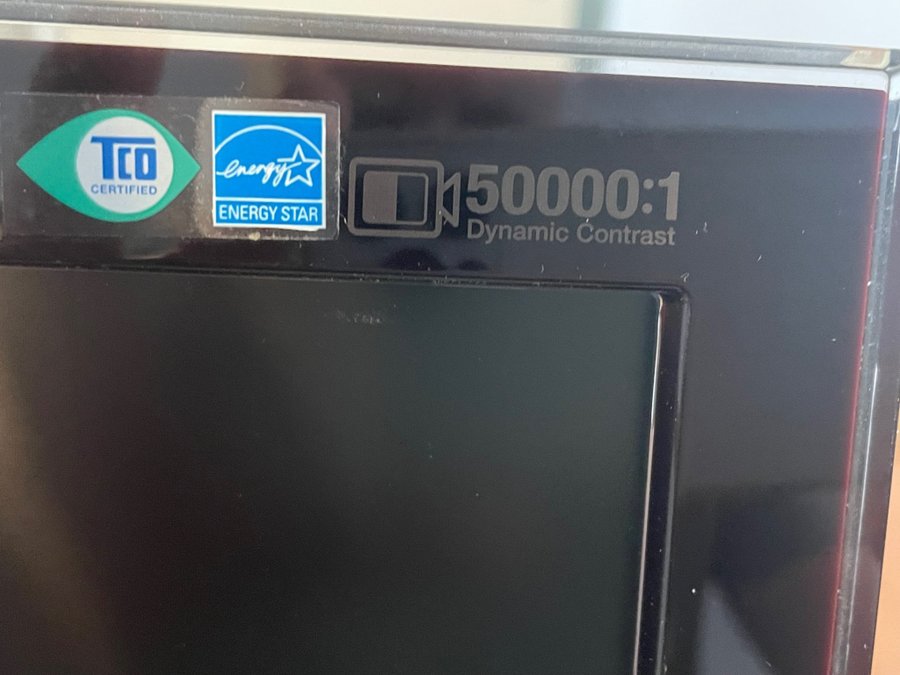 TCO
CERTIFIED
energy
ENERGY STAR
50000:1
Dynamic Contrast